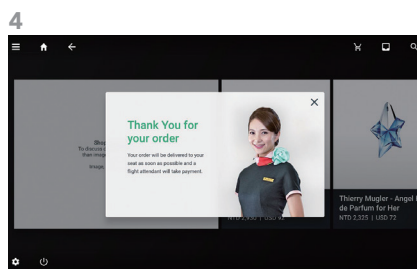 4
Thank You for
your order
Your order will be delivered to your
seat as soon as possible and a
flight attendant will take payment.
Thierry Mugler - Angel
de Parfum for Her
NTD 2,325 | USD 72